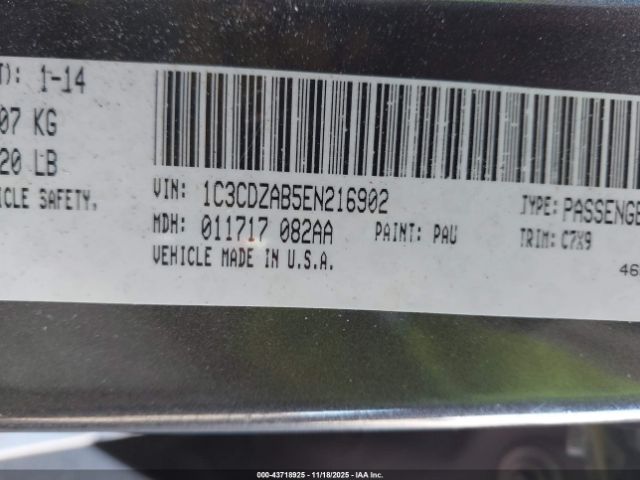 T): 1-14
07 KG
20 LB
ICLE SAFETY,
VIN: 1C3CDZAB5EN216902
MDH: 011717 082AA
PAINT: PAU
VEHICLE MADE IN U.S.A.
TYPE: PASSENGE
TRIM: C7X9
46
000-43718925 - 11/18/2025 - IAAI INC.